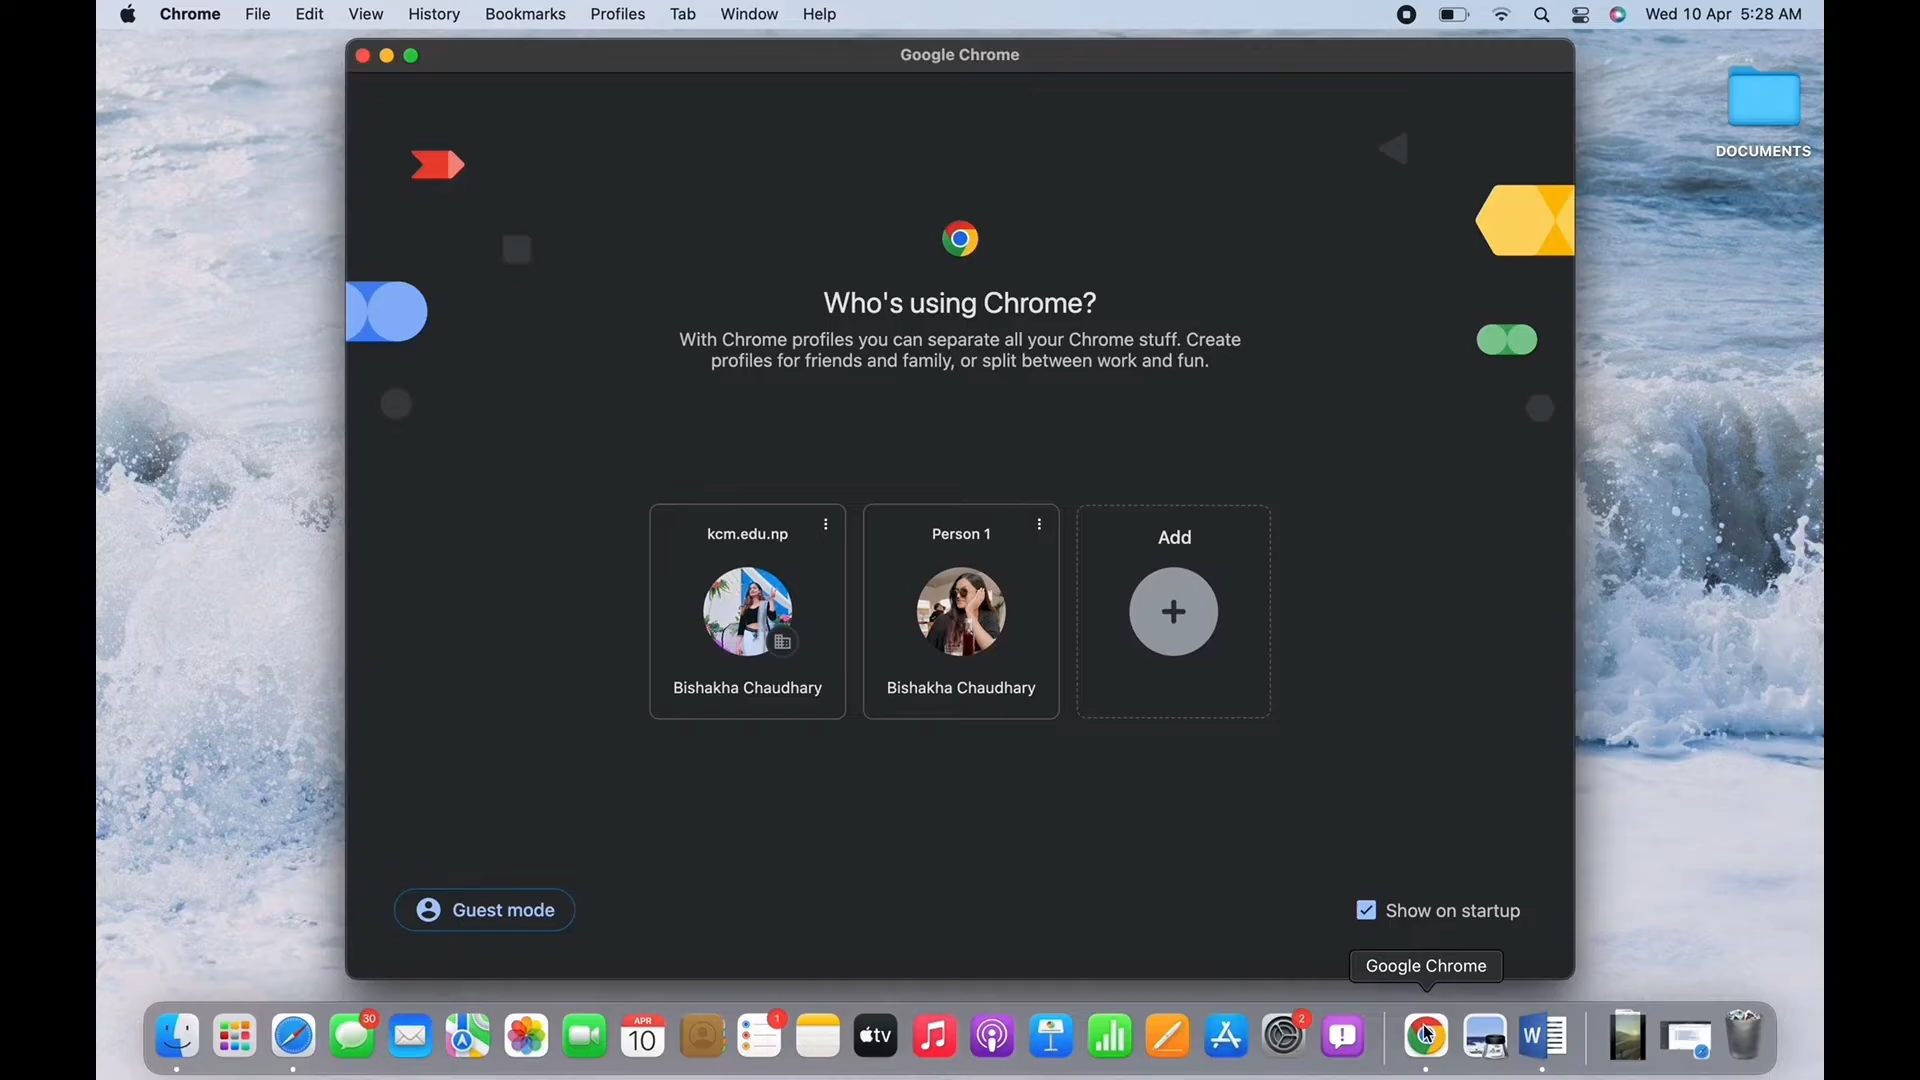 Chrome File Edit View History Bookmarks Profiles Tab Window Help Wed 10 Apr 5:28 AM
Google Chrome
DOCUMENTS
Who's using Chrome?
With Chrome profiles you can separate all your Chrome stuff. Create
profiles for friends and family, or split between work and fun.
kcm.edu.np
Bishakha Chaudhary
Person 1
Bishakha Chaudhary
Add
Guest mode
Show on startup
Google Chrome
30
APR
10
1
tv
2
W